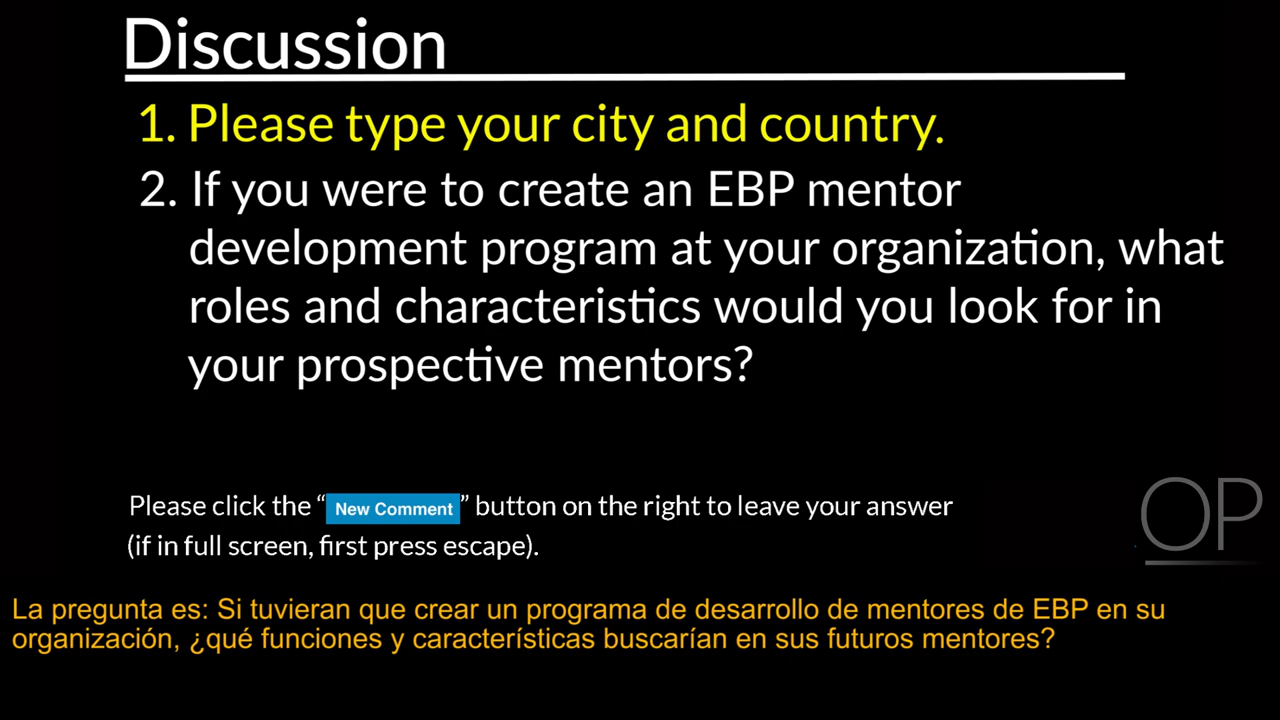 Discussion
1. Please type your city and country.
2. If you were to create an EBP mentor
development program at your organization, what
roles and characteristics would you look for in
your prospective mentors?
Please click the “New Comment” button on the right to leave your answer
(if in full screen, first press escape).
OP
La pregunta es: Si tuvieran que crear un programa de desarrollo de mentores de EBP en su
organización, ¿qué funciones y características buscarían en sus futuros mentores?